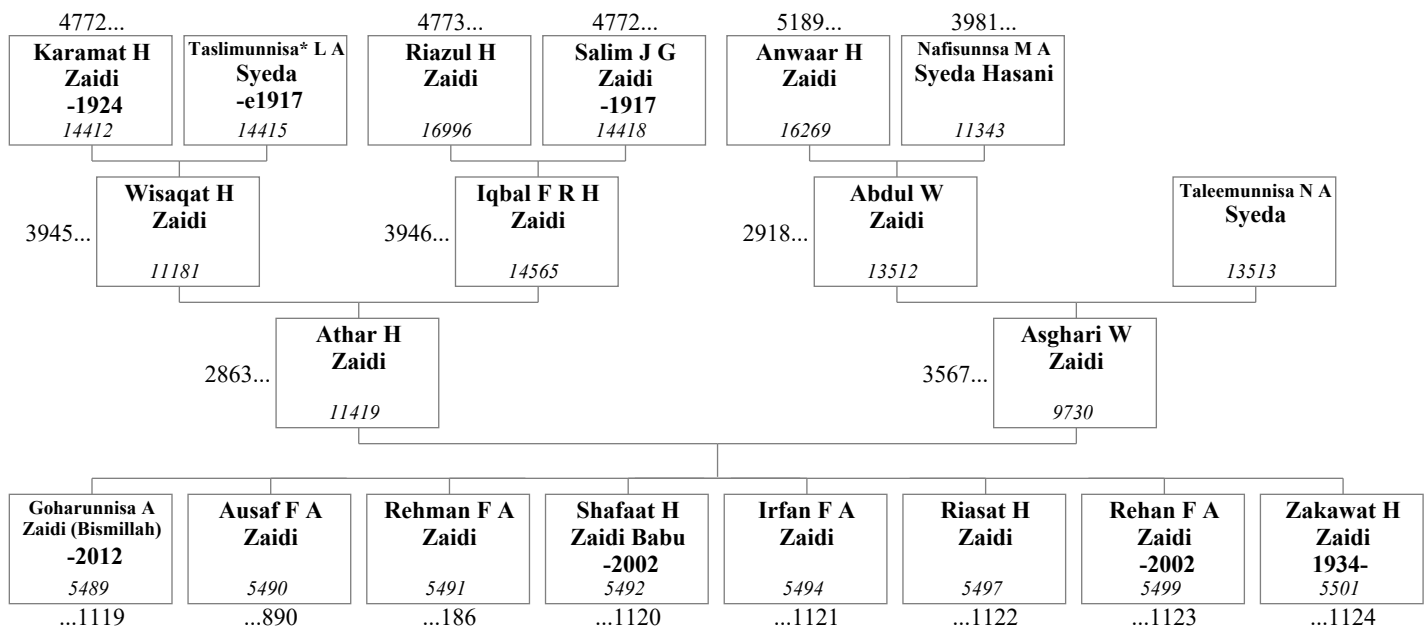 4772...
4773...
4772...
5189...
3981...
Karamat H
Zaidi
-1924
14412
Taslimunnisa* L A
Syeda
-e1917
14415
Riazul H
Zaidi
16996
Salim J G
Zaidi
-1917
14418
Anwaar H
Zaidi
16269
Nafisunnsa M A
Syeda Hasani
11343
3945...
Wisaqat H
Zaidi
11181
3946...
Iqbal F R H
Zaidi
14565
2918...
Abdul W
Zaidi
13512
Taleemunnisa N A
Syeda
13513
2863...
Athar H
Zaidi
11419
3567...
Asghari W
Zaidi
9730
Goharunnisa A
Zaidi (Bismillah)
-2012
5489
...1119
Ausaf F A
Zaidi
5490
...890
Rehman F A
Zaidi
5491
...186
Shafaat H
Zaidi Babu
-2002
5492
...1120
Irfan F A
Zaidi
5494
...1121
Riasat H
Zaidi
5497
...1122
Rehan F A
Zaidi
-2002
5499
...1123
Zakawat H
Zaidi
1934-
5501
...1124